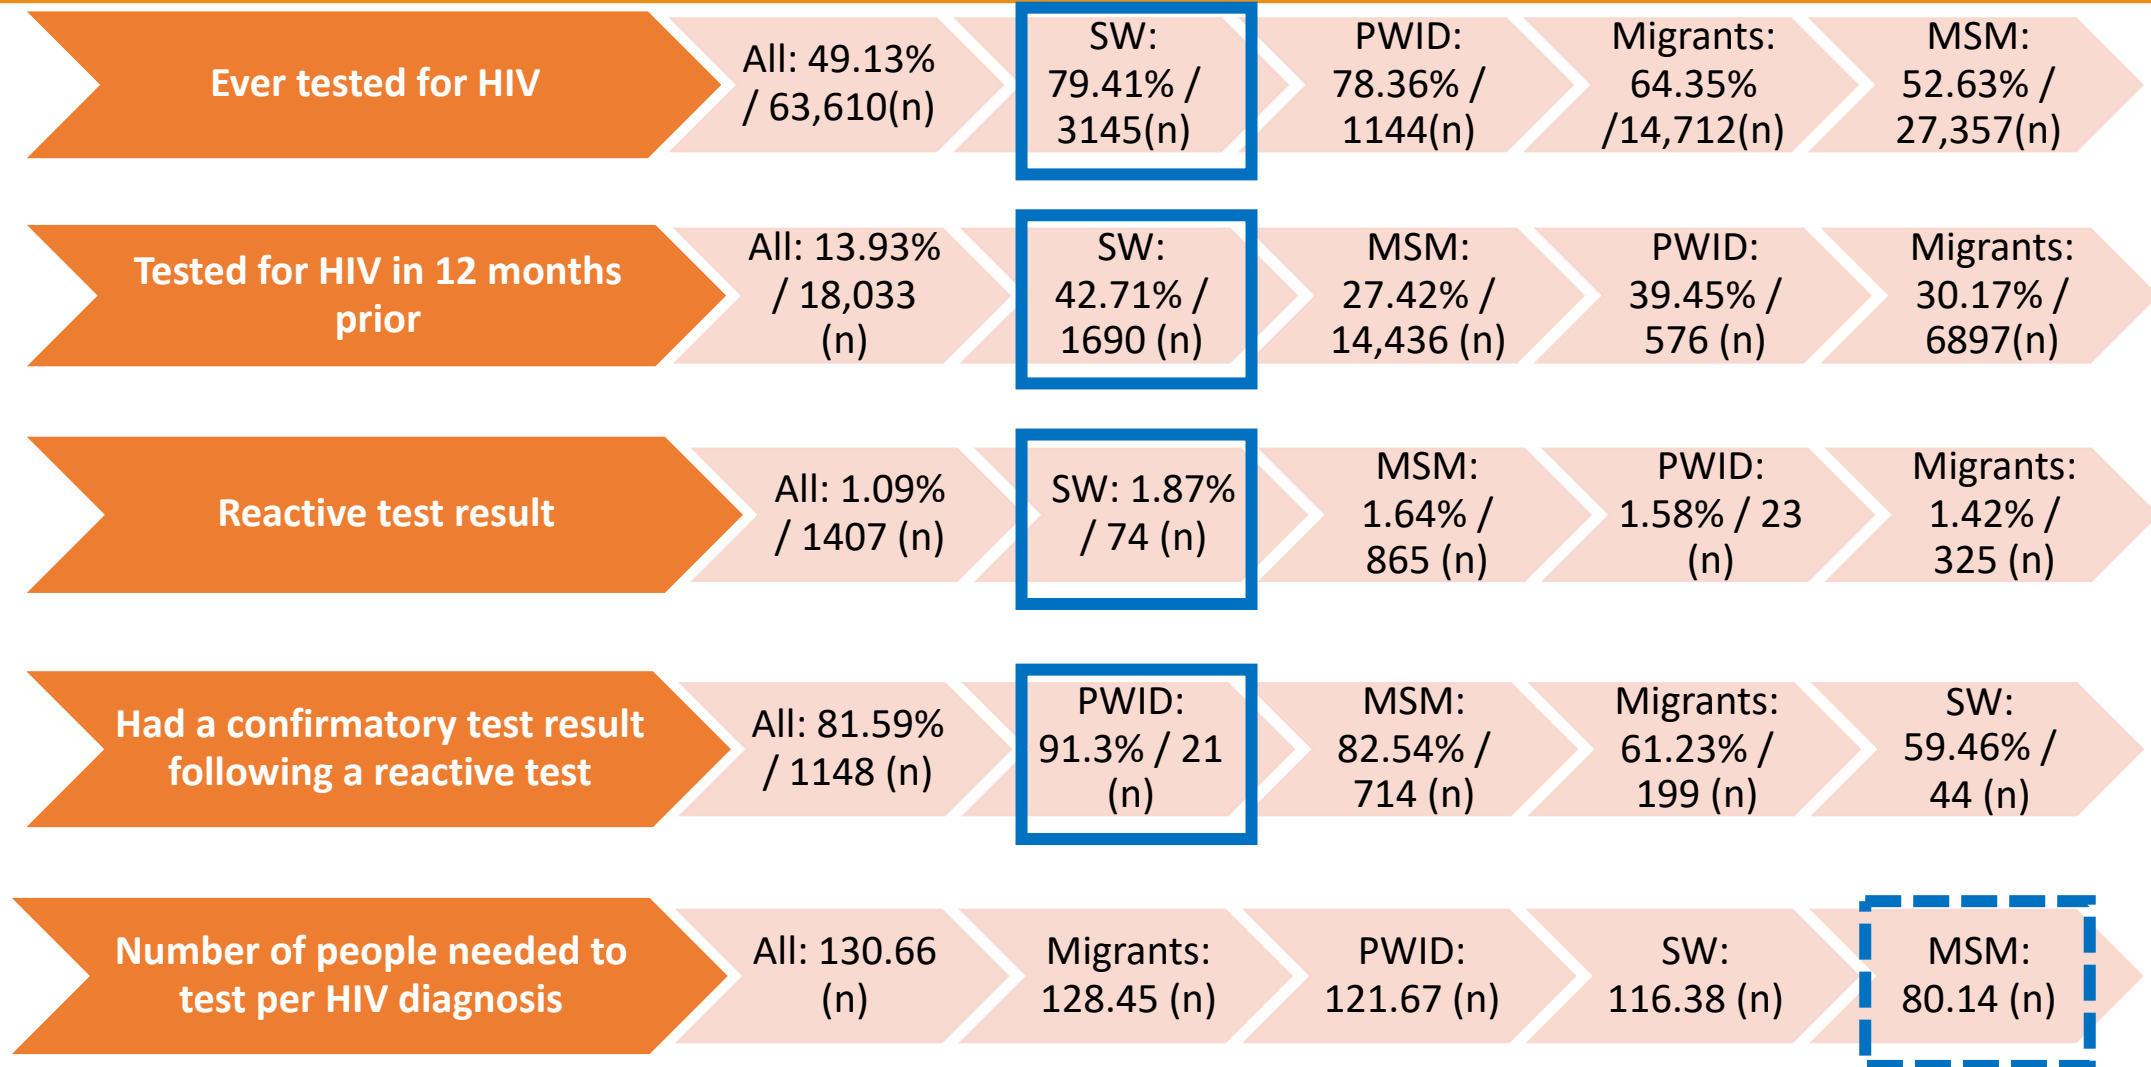 Ever tested for HIV
All: 49.13%
/ 63,610(n)
SW:
79.41% /
3145(n)
PWID:
78.36% /
1144(n)
Migrants:
64.35%
/14,712(n)
MSM:
52.63% /
27,357(n)
Tested for HIV in 12 months
prior
All: 13.93%
/ 18,033
(n)
SW:
42.71% /
1690 (n)
MSM:
27.42% /
14,436 (n)
PWID:
39.45% /
576 (n)
Migrants:
30.17% /
6897(n)
Reactive test result
All: 1.09%
/ 1407 (n)
SW: 1.87%
/ 74 (n)
MSM:
1.64% /
865 (n)
PWID:
1.58% / 23
(n)
Migrants:
1.42% /
325 (n)
Had a confirmatory test result
following a reactive test
All: 81.59%
/ 1148 (n)
PWID:
91.3% / 21
(n)
MSM:
82.54% /
714 (n)
Migrants:
61.23% /
199 (n)
SW:
59.46% /
44 (n)
Number of people needed to
test per HIV diagnosis
All: 130.66
(n)
Migrants:
128.45 (n)
PWID:
121.67 (n)
SW:
116.38 (n)
MSM:
80.14 (n)